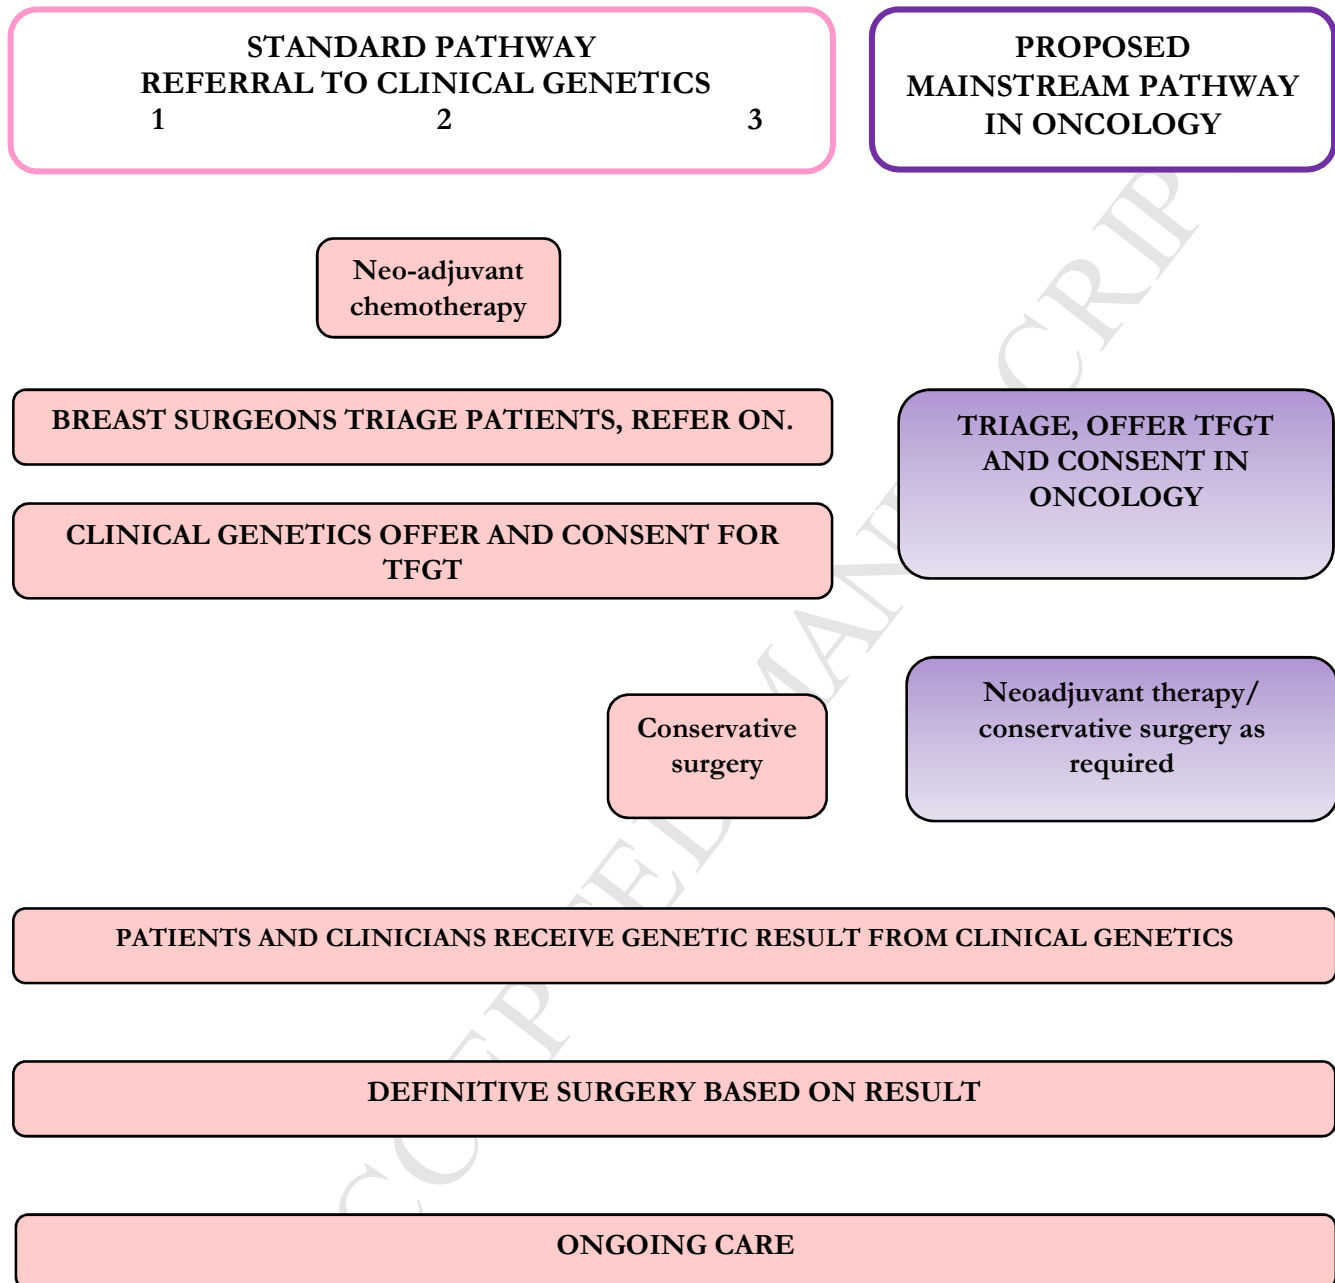 STANDARD PATHWAY
REFERRAL TO CLINICAL GENETICS
1 2 3
PROPOSED
MAINSTREAM PATHWAY
IN ONCOLOGY
Neo-adjuvant
chemotherapy
BREAST SURGEONS TRIAGE PATIENTS, REFER ON.
TRIAGE, OFFER TFGT
AND CONSENT IN
ONCOLOGY
CLINICAL GENETICS OFFER AND CONSENT FOR
TFGT
Conservative
surgery
Neoadjuvant therapy/
conservative surgery as
required
PATIENTS AND CLINICIANS RECEIVE GENETIC RESULT FROM CLINICAL GENETICS
DEFINITIVE SURGERY BASED ON RESULT
ONGOING CARE